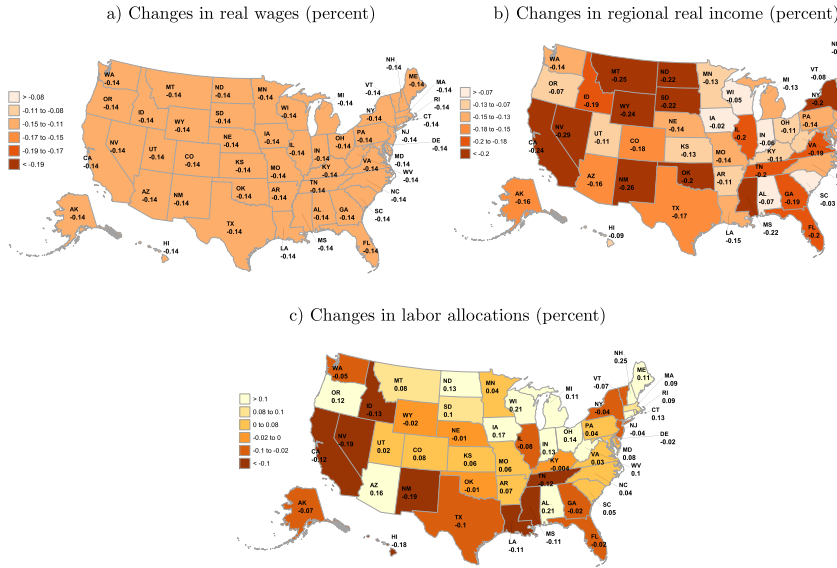 a) Changes in real wages (percent)
> -0.08
-0.11 to -0.08
-0.15 to -0.11
-0.17 to -0.15
-0.19 to -0.17
< -0.19
WA -0.14
OR -0.14
CA -0.14
NV -0.14
ID -0.14
MT -0.14
WY -0.14
UT -0.14
CO -0.14
AZ -0.14
NM -0.14
ND -0.14
SD -0.14
NE -0.14
KS -0.14
OK -0.14
TX -0.14
MN -0.14
IA -0.14
MO -0.14
AR -0.14
LA -0.14
WI -0.14
IL -0.14
MI -0.14
IN -0.14
OH -0.14
KY -0.14
TN -0.14
MS -0.14
AL -0.14
GA -0.14
FL -0.14
SC -0.14
NC -0.14
VA -0.14
WV -0.14
MD -0.14
DE -0.14
NJ -0.14
PA -0.14
NY -0.14
CT -0.14
RI -0.14
MA -0.14
VT -0.14
NH -0.14
ME -0.14
AK -0.14
HI -0.14
b) Changes in regional real income (percent)
> -0.07
-0.13 to -0.07
-0.15 to -0.13
-0.18 to -0.15
-0.2 to -0.18
< -0.2
WA -0.14
OR -0.07
CA -0.24
NV
ID -0.19
MT -0.25
WY -0.24
UT -0.11
CO -0.18
AZ -0.16
NM -0.26
ND -0.22
SD -0.22
NE -0.14
KS -0.13
OK -0.2
TX -0.17
MN -0.13
IA -0.02
MO -0.14
AR -0.11
LA -0.15
WI -0.05
IL -0.2
MI -0.13
IN -0.06
OH -0.11
KY -0.11
TN -0.2
MS -0.22
AL -0.07
GA -0.19
FL -0.2
SC -0.03
VA -0.19
PA -0.14
NY -0.2
VT -0.08
AK -0.16
HI -0.09
c) Changes in labor allocations (percent)
> 0.1
0.08 to 0.1
0 to 0.08
-0.02 to 0
-0.1 to -0.02
< -0.1
WA -0.05
OR 0.12
CA -0.12
NV -0.19
ID -0.13
MT 0.08
WY -0.02
UT 0.02
CO 0.08
AZ 0.16
NM -0.19
ND 0.13
SD 0.1
NE -0.01
KS 0.06
OK -0.01
TX -0.1
MN 0.04
IA 0.17
MO 0.06
AR 0.07
LA -0.11
WI 0.21
IL -0.08
MI 0.11
IN 0.13
OH 0.14
KY -0.004
TN -0.12
MS -0.11
AL 0.21
GA -0.02
FL -0.02
SC 0.05
NC 0.04
VA 0.03
WV 0.1
MD 0.08
DE -0.02
NJ -0.04
PA 0.04
NY -0.04
CT 0.13
RI 0.09
MA 0.09
VT -0.07
NH 0.25
ME 0.11
AK -0.07
HI -0.18